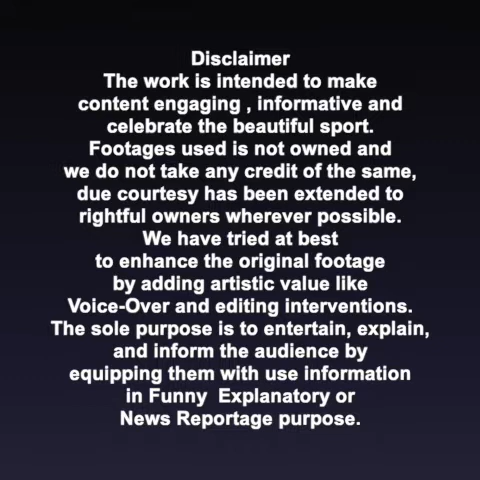 Disclaimer
The work is intended to make
content engaging , informative and
celebrate the beautiful sport.
Footages used is not owned and
we do not take any credit of the same,
due courtesy has been extended to
rightful owners wherever possible.
We have tried at best
to enhance the original footage
by adding artistic value like
Voice-Over and editing interventions.
The sole purpose is to entertain, explain,
and inform the audience by
equipping them with use information
in Funny  Explanatory or
News Reportage purpose.